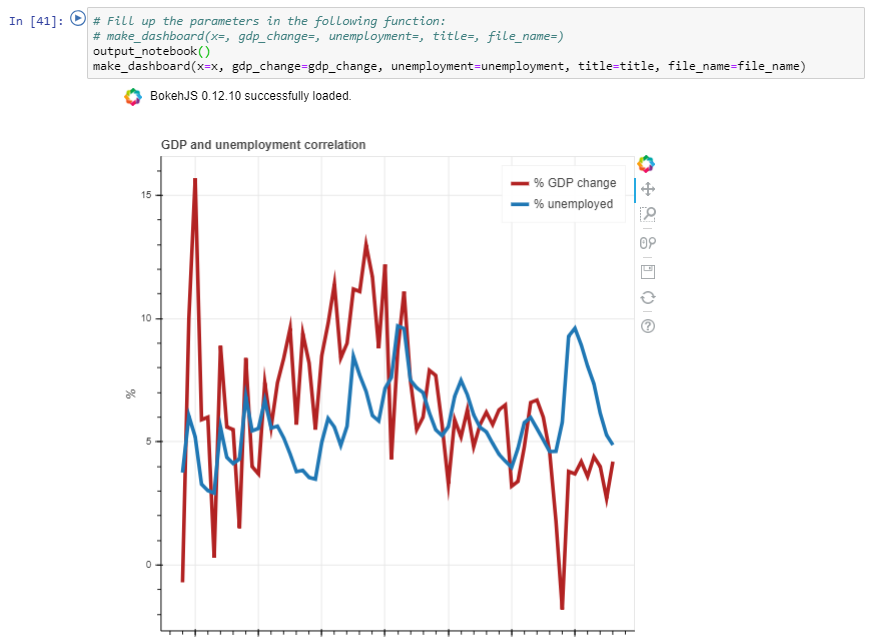 In [41]:
# Fill up the parameters in the following function:
# make_dashboard(x=, gdp_change=, unemployment=, title=, file_name=)
output_notebook()
make_dashboard(x=x, gdp_change=gdp_change, unemployment=unemployment, title=title, file_name=file_name)
BokehJS 0.12.10 successfully loaded.
GDP and unemployment correlation
% GDP change
% unemployed
15
10
%
5
0